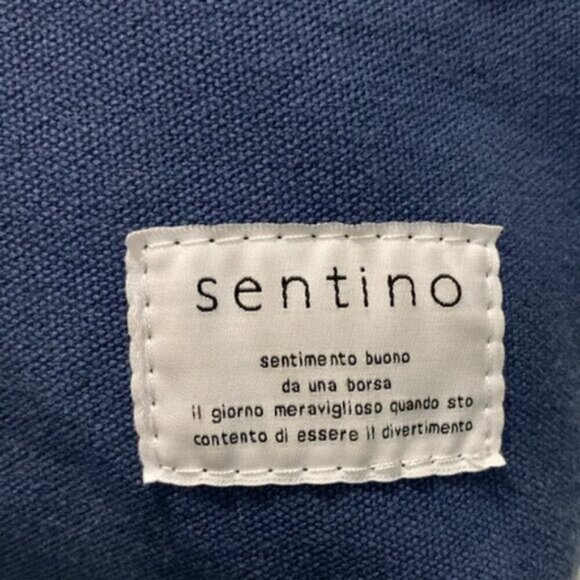 sentino
sentimento buono
da una borsa
il giorno meraviglioso quando sto
contento di essere il divertimento